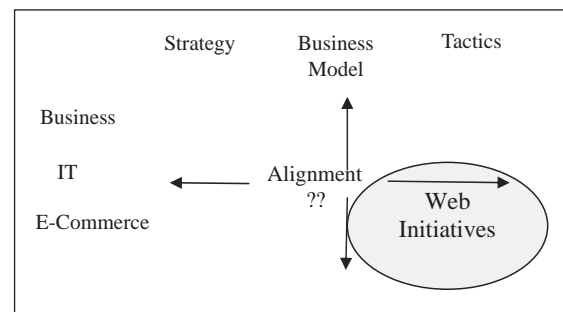 Strategy
Business
Model
Tactics
Business
IT
E-Commerce
Alignment
??
Web
Initiatives